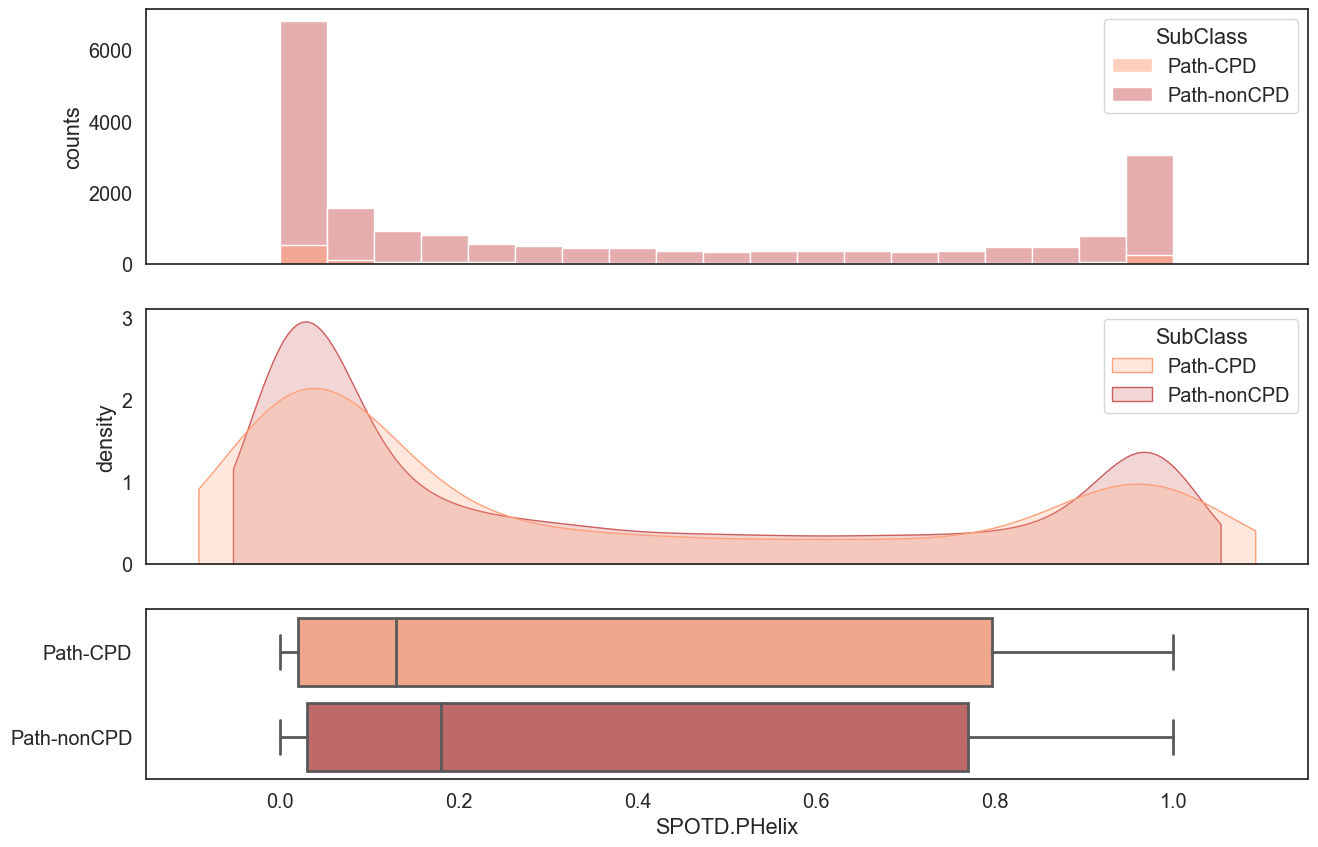 6000
4000
2000
0
counts
SubClass
Path-CPD
Path-nonCPD
3
2
1
0
density
SubClass
Path-CPD
Path-nonCPD
Path-CPD
Path-nonCPD
0.0 0.2 0.4 0.6 0.8 1.0
SPOTD.PHelix